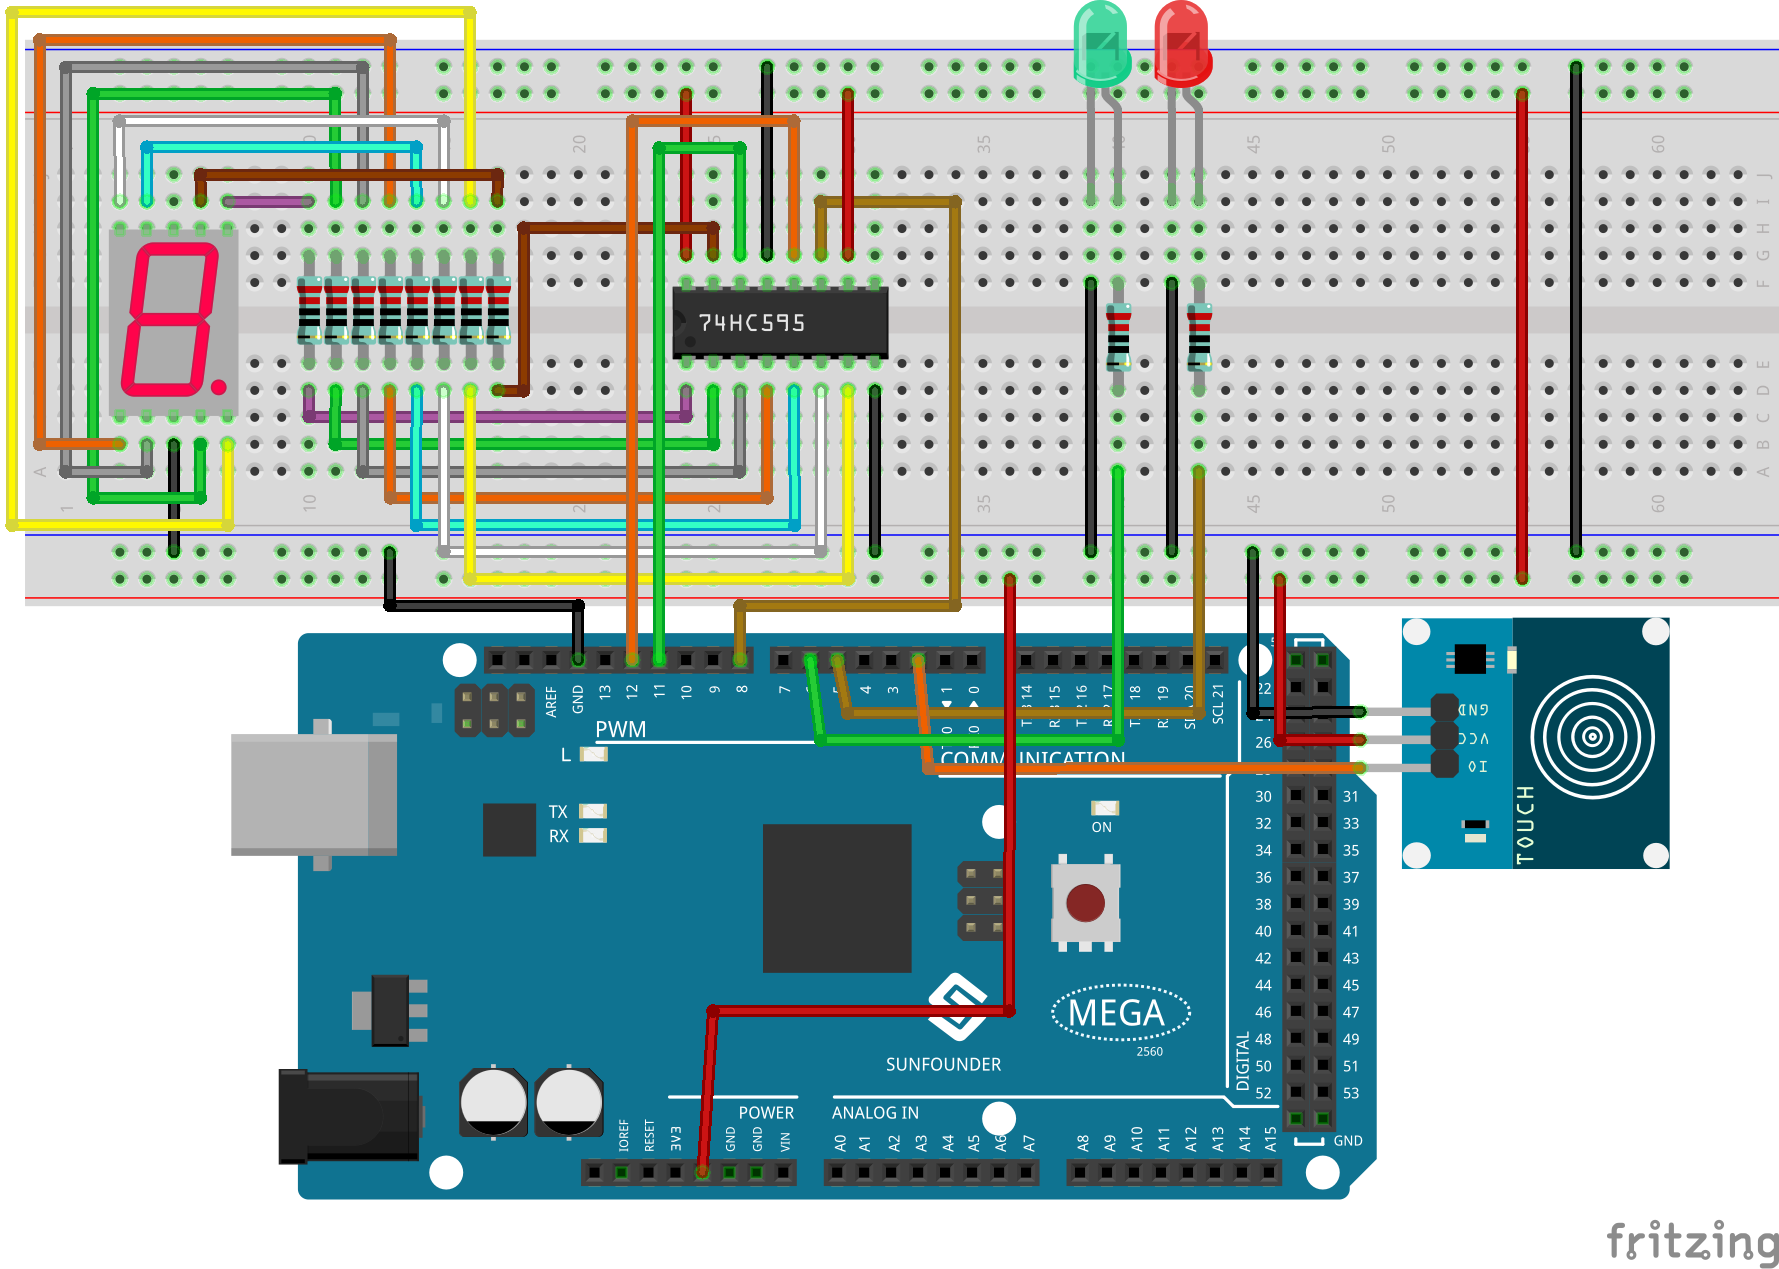 20
35
45
50
60
J
I
H
G
F
74HC595
E
D
C
B
A
A
1
10
35
45
50
60
AREF
GND
13
12
11
10
9
8
7
4
3
1
0
22
26
PWM
L
COMMUNICATION
SCL 21
GND
VCC
IO
TOUCH
TX
RX
ON
30 31
32 33
34 35
36 37
38 39
40 41
42 43
44 45
46 47
48 49
50 51
52 53
MEGA
2560
SUNFOUNDER
DIGITAL
POWER
ANALOG IN
IOREF
RESET
3V3
GND
GND
VIN
A0
A1
A2
A3
A4
A5
A6
A7
A8
A9
A10
A11
A12
A13
A14
A15
GND
fritzing